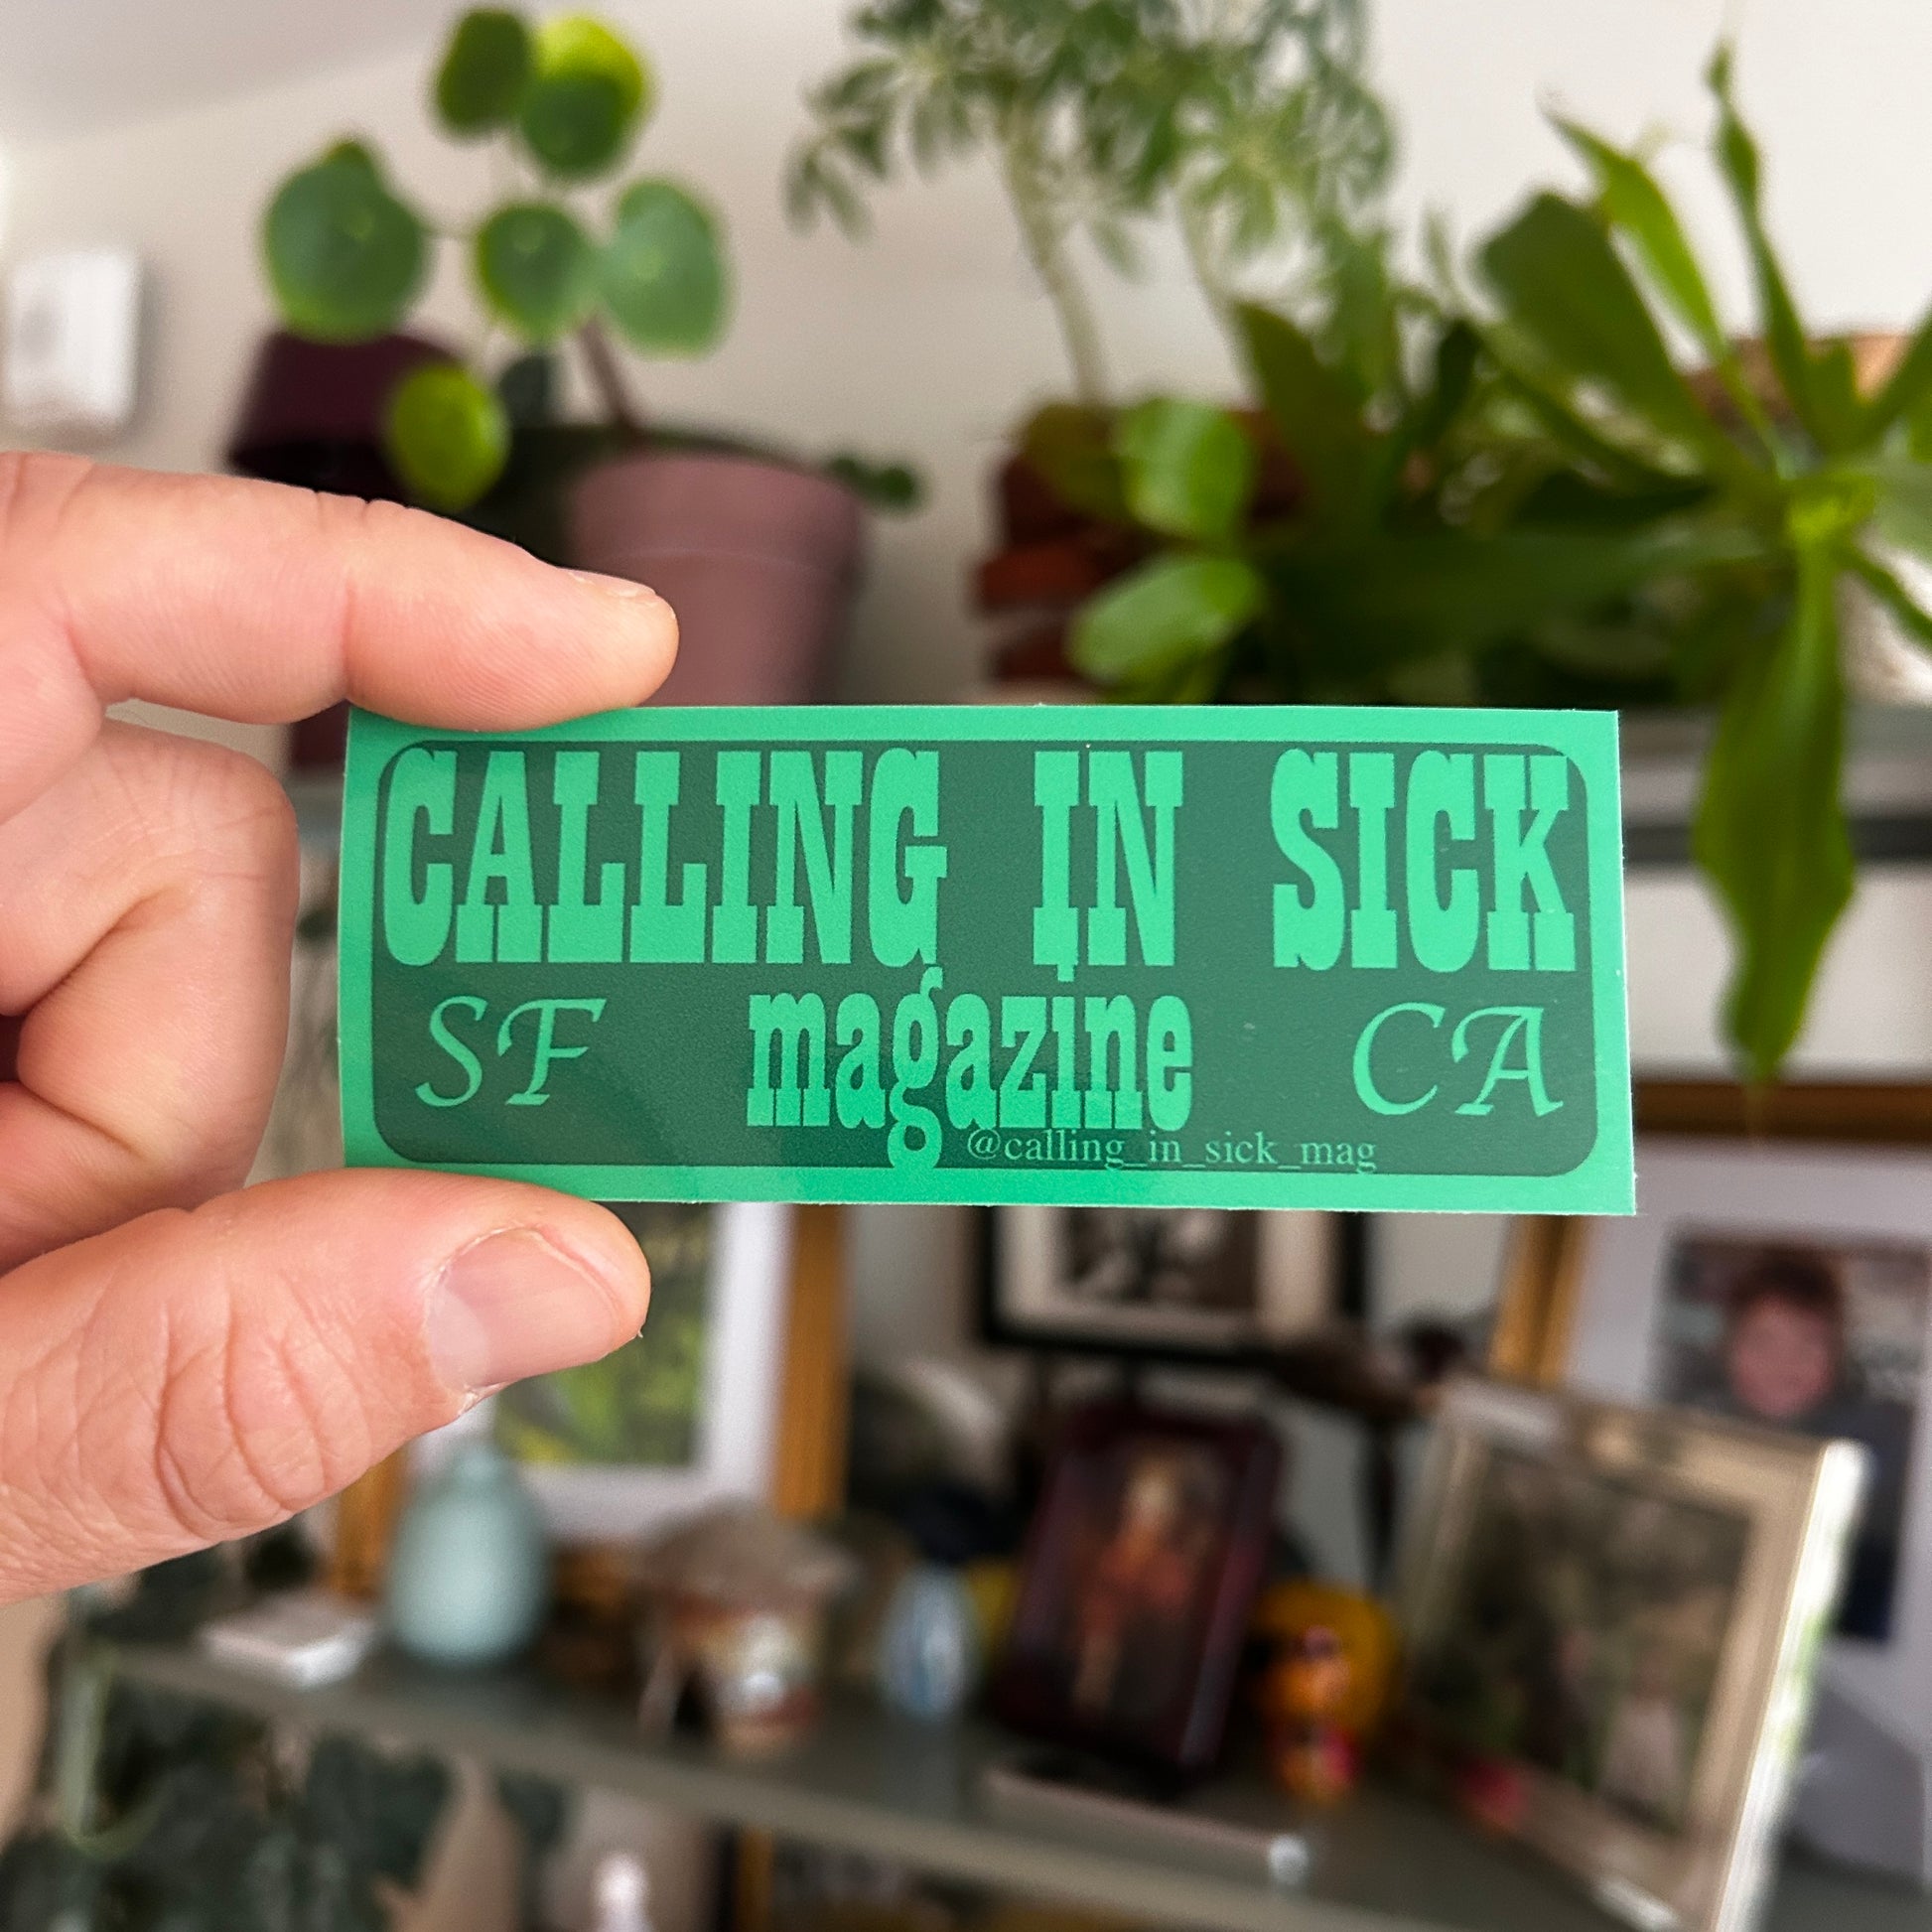 CALLING IN SICK
SF magazine CA
@calling_in_sick_mag